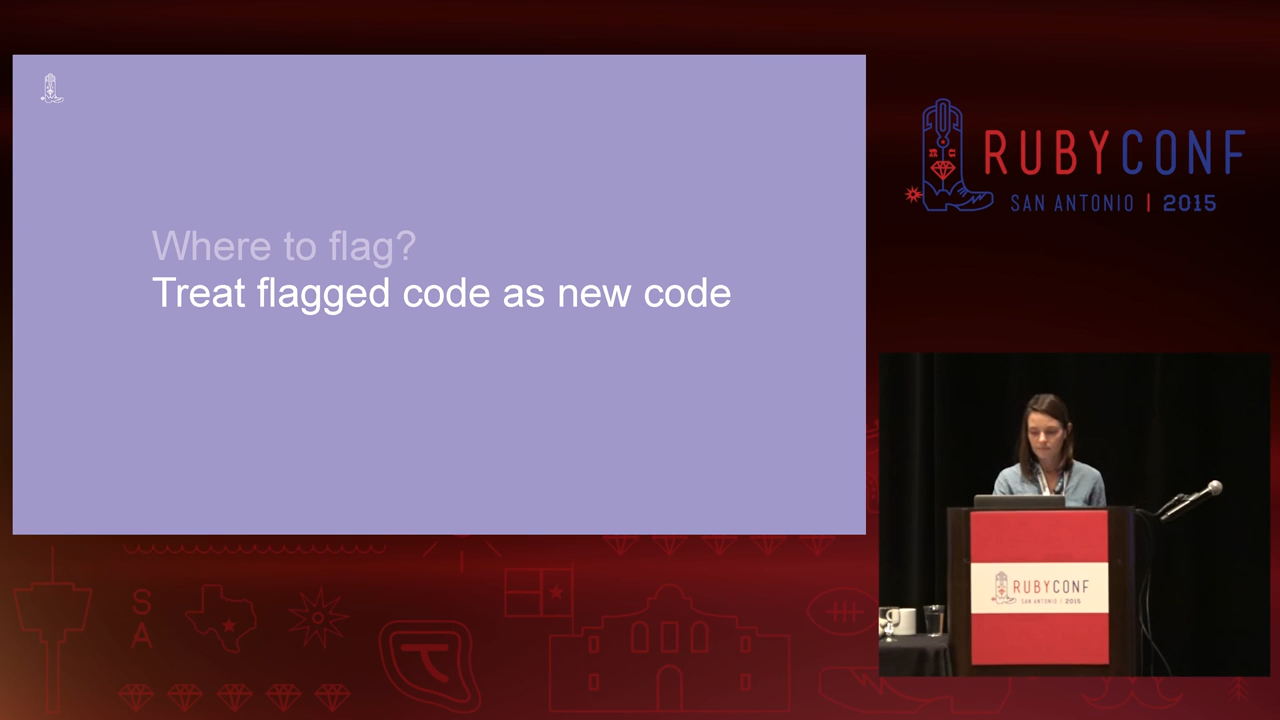 Where to flag?
Treat flagged code as new code
RUBYCONF
SAN ANTONIO | 2015
RUBYCONF
SAN ANTONIO | 2015
S
A